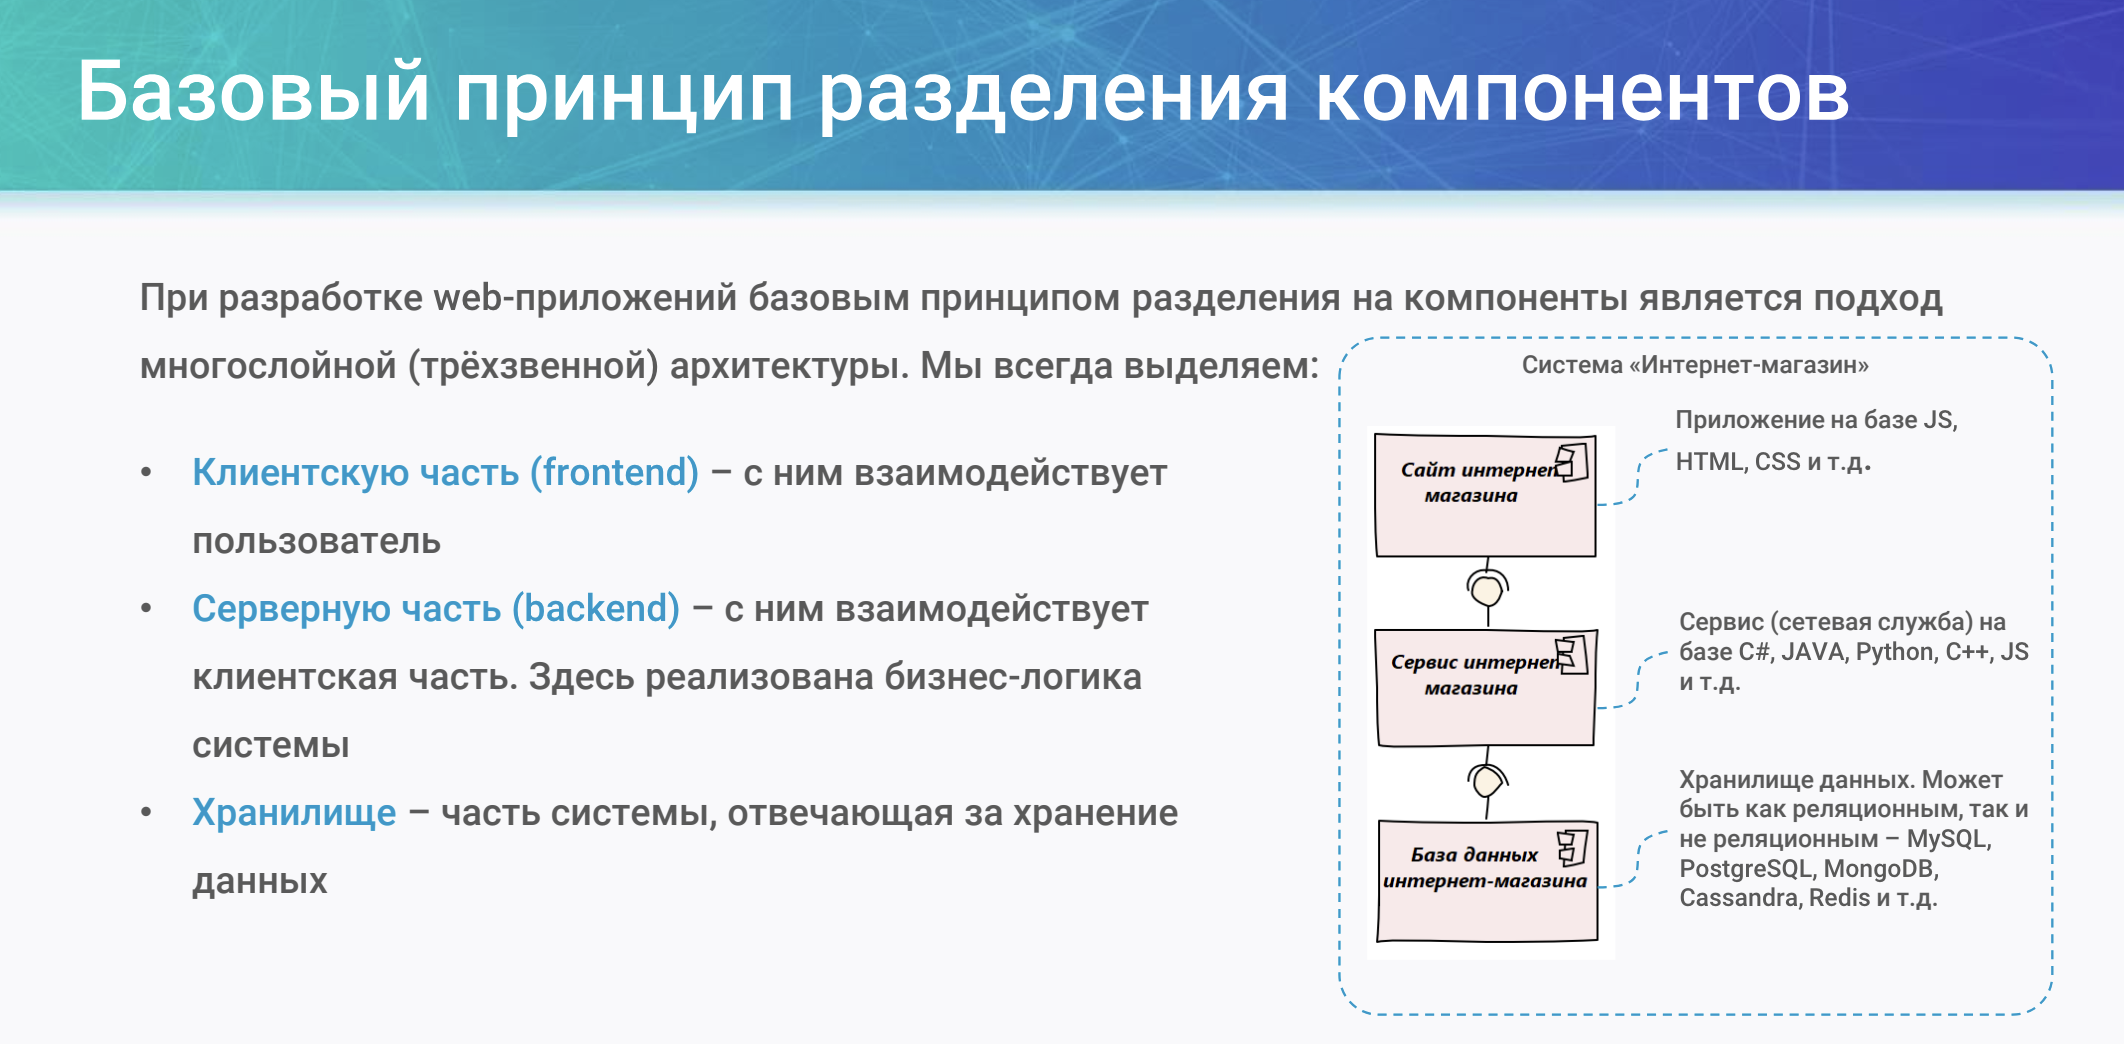 Базовый принцип разделения компонентов
При разработке web-приложений базовым принципом разделения на компоненты является подход
многослойной (трёхзвенной) архитектуры. Мы всегда выделяем:
• Клиентскую часть (frontend) – с ним взаимодействует
пользователь
• Серверную часть (backend) – с ним взаимодействует
клиентская часть. Здесь реализована бизнес-логика
системы
• Хранилище – часть системы, отвечающая за хранение
данных
Система «Интернет-магазин»
Сайт интернет
магазина
Приложение на базе JS,
HTML, CSS и т.д.
Сервис интернет
магазина
Сервис (сетевая служба) на
базе C#, JAVA, Python, C++, JS
и т.д.
База данных
интернет-магазина
Хранилище данных. Может
быть как реляционным, так и
не реляционным – MySQL,
PostgreSQL, MongoDB,
Cassandra, Redis и т.д.